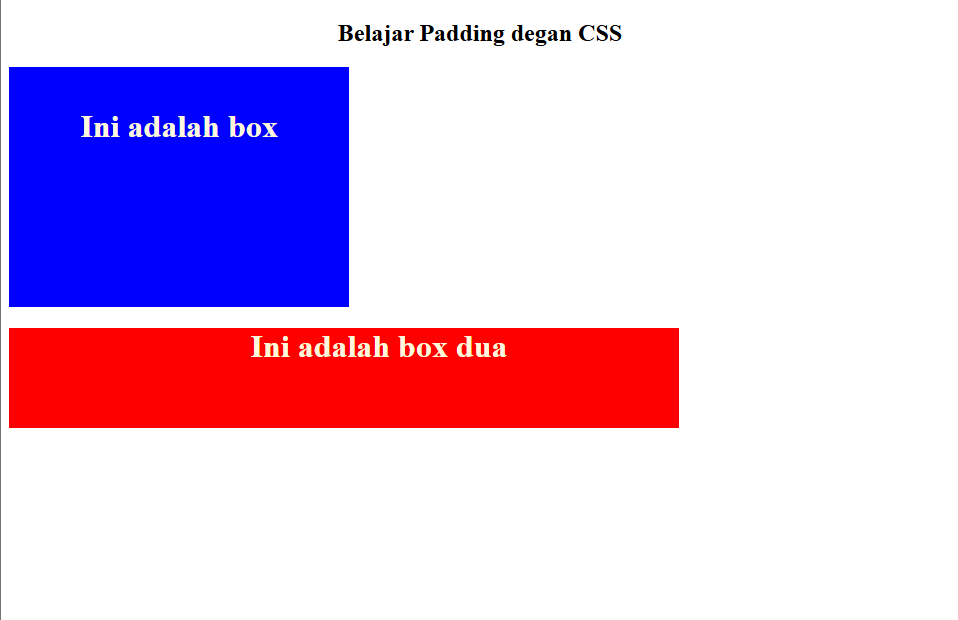 Belajar Padding degan CSS
Ini adalah box
Ini adalah box dua